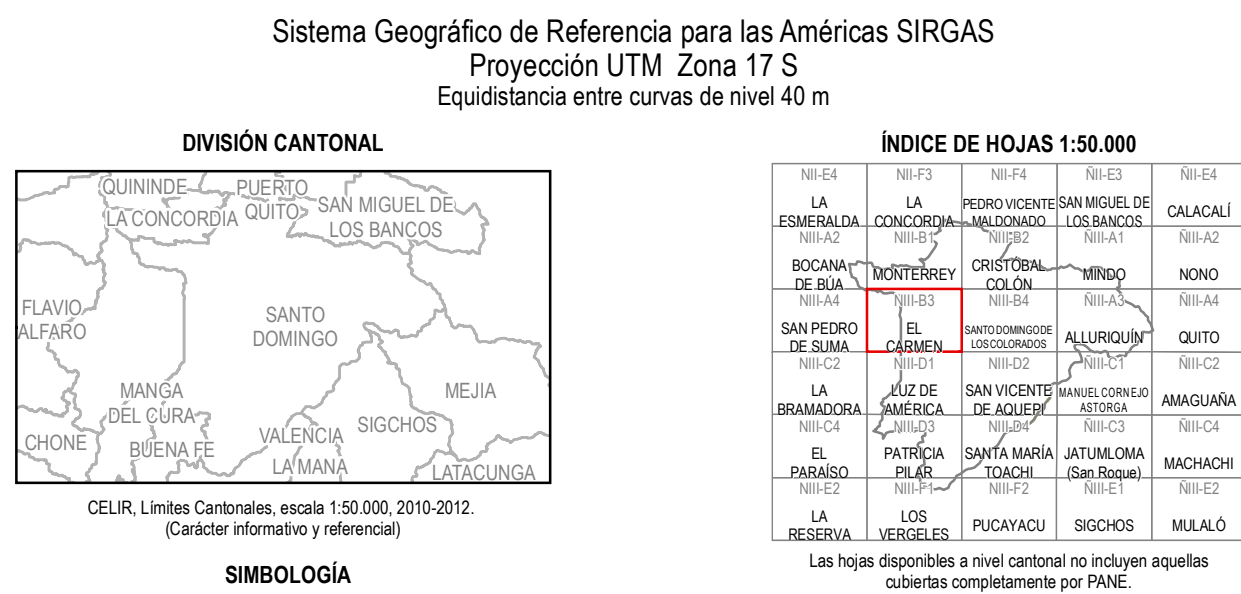 Sistema Geográfico de Referencia para las Américas SIRGAS
Proyección UTM Zona 17 S
Equidistancia entre curvas de nivel 40 m
DIVISIÓN CANTONAL
QUININDE
PUERTO
QUITO
LA CONCORDIA
SAN MIGUEL DE
LOS BANCOS
FLAVIO
ALFARO
SANTO
DOMINGO
MANGA
DEL CURA
MEJIA
CHONE
BUENA FE
VALENCIA
SIGCHOS
LA MANA
LATACUNGA
CELIR, Límites Cantonales, escala 1:50.000, 2010-2012.
(Carácter informativo y referencial)
SIMBOLOGÍA
ÍNDICE DE HOJAS 1:50.000
NII-E4 NII-F3 NII-F4 ÑII-E3 ÑII-E4
LA
ESMERALDA
LA
CONCORDIA
PEDRO VICENTE
MALDONADO
SAN MIGUEL DE
LOS BANCOS
CALACALÍ
NIII-A2 NIII-B1 NIII-B2 ÑIII-A1 ÑIII-A2
BOCANA
DE BÚA
MONTERREY
CRISTÓBAL
COLÓN
MINDO
NONO
NIII-A4 NIII-B3 NIII-B4 ÑIII-A3 ÑIII-A4
SAN PEDRO
DE SUMA
EL
CARMEN
SANTO DOMINGO DE
LOS COLORADOS
ALLURIQUÍN
QUITO
NIII-C2 NIII-D1 NIII-D2 ÑIII-C1 ÑIII-C2
LA
BRAMADORA
LUZ DE
AMÉRICA
SAN VICENTE
DE AQUEPI
MANUEL CORNEJO
ASTORGA
AMAGUAÑA
NIII-C4 NIII-D3 NIII-D4 ÑIII-C3 ÑIII-C4
EL
PARAÍSO
PATRICIA
PILAR
SANTA MARÍA
TOACHI
JATUMLOMA
(San Roque)
MACHACHI
NIII-E2 NIII-F1 NIII-F2 ÑIII-E1 ÑIII-E2
LA
RESERVA
LOS
VERGELES
PUCAYACU
SIGCHOS
MULALÓ
Las hojas disponibles a nivel cantonal no incluyen aquellas
cubiertas completamente por PANE.